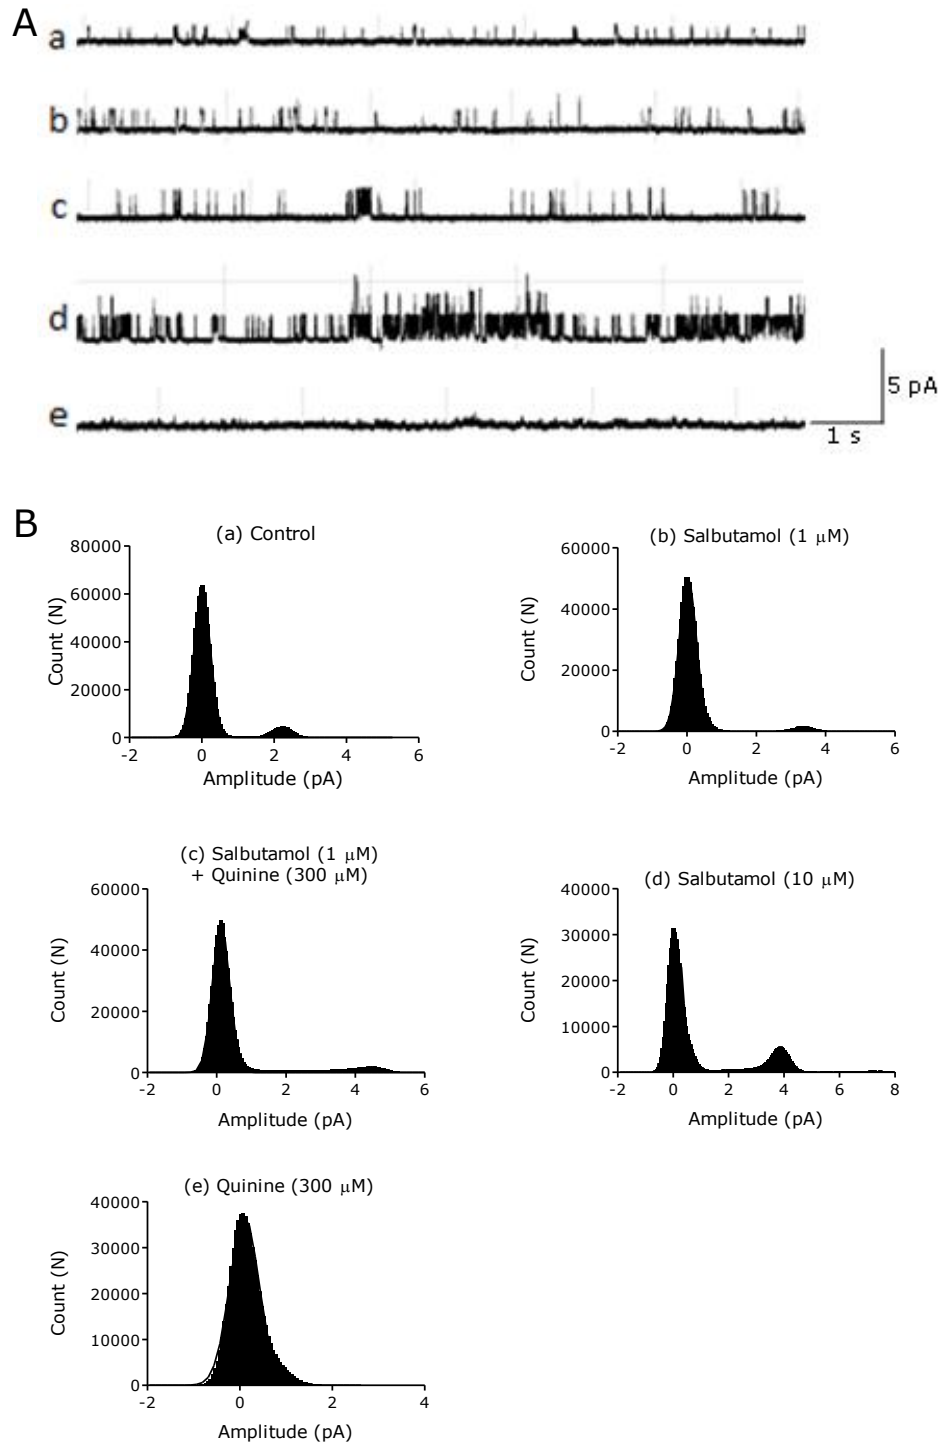 A
a
b
c
d
e
5 pA
1 s
B
(a) Control
80000
60000
40000
20000
0
Count (N)
-2 0 2 4 6
Amplitude (pA)
(b) Salbutamol (1 μM)
60000
40000
20000
0
Count (N)
-2 0 2 4 6
Amplitude (pA)
(c) Salbutamol (1 μM)
+ Quinine (300 μM)
60000
40000
20000
0
Count (N)
-2 0 2 4 6
Amplitude (pA)
(d) Salbutamol (10 μM)
40000
30000
20000
10000
0
Count (N)
-2 0 2 4 6 8
Amplitude (pA)
(e) Quinine (300 μM)
40000
30000
20000
10000
0
Count (N)
-2 0 2 4
Amplitude (pA)